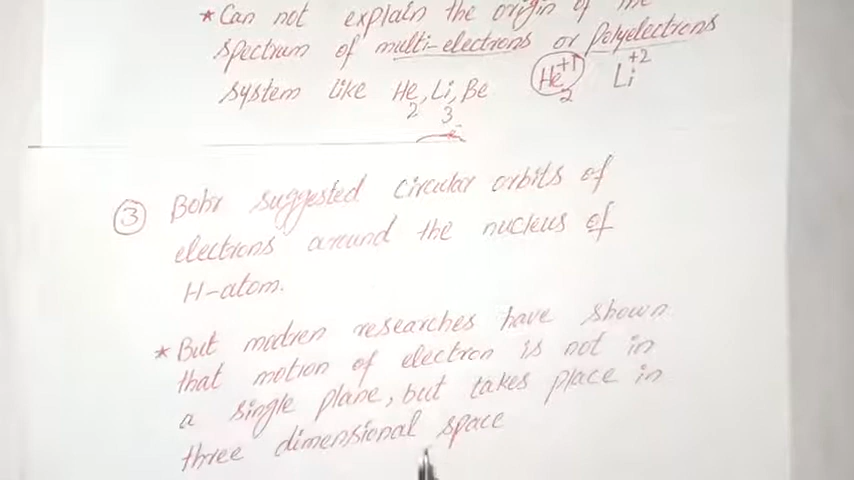 * Can not explain the origin of the
spectrum of multi-electrons or polyelectrons
system like He, Li, Be He+1 Li+2
2 3 2
e-
③ Bohr suggested circular orbits of
electrons around the nucleus of
H-atom.
* But modren researches have shown
that motion of electron is not in
a single plane, but takes place in
three dimensional space